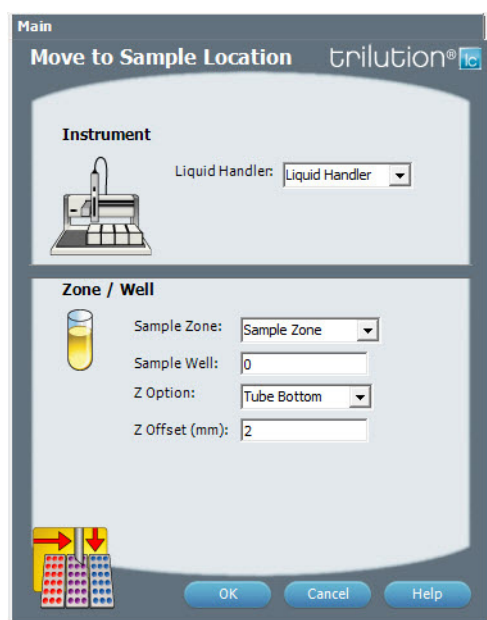 Main
Move to Sample Location trilution® lc
Instrument
Liquid Handler: Liquid Handler
Zone / Well
Sample Zone: Sample Zone
Sample Well: 0
Z Option: Tube Bottom
Z Offset (mm): 2
OK Cancel Help